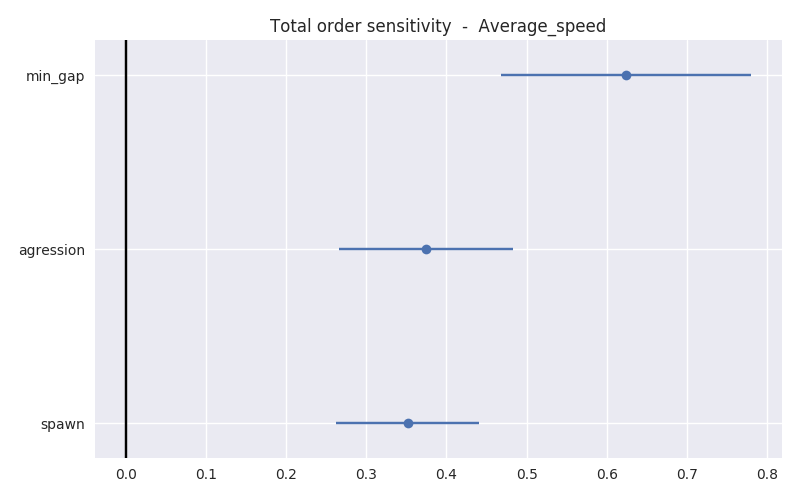 Total order sensitivity - Average_speed
min_gap
agression
spawn
0.0 0.1 0.2 0.3 0.4 0.5 0.6 0.7 0.8